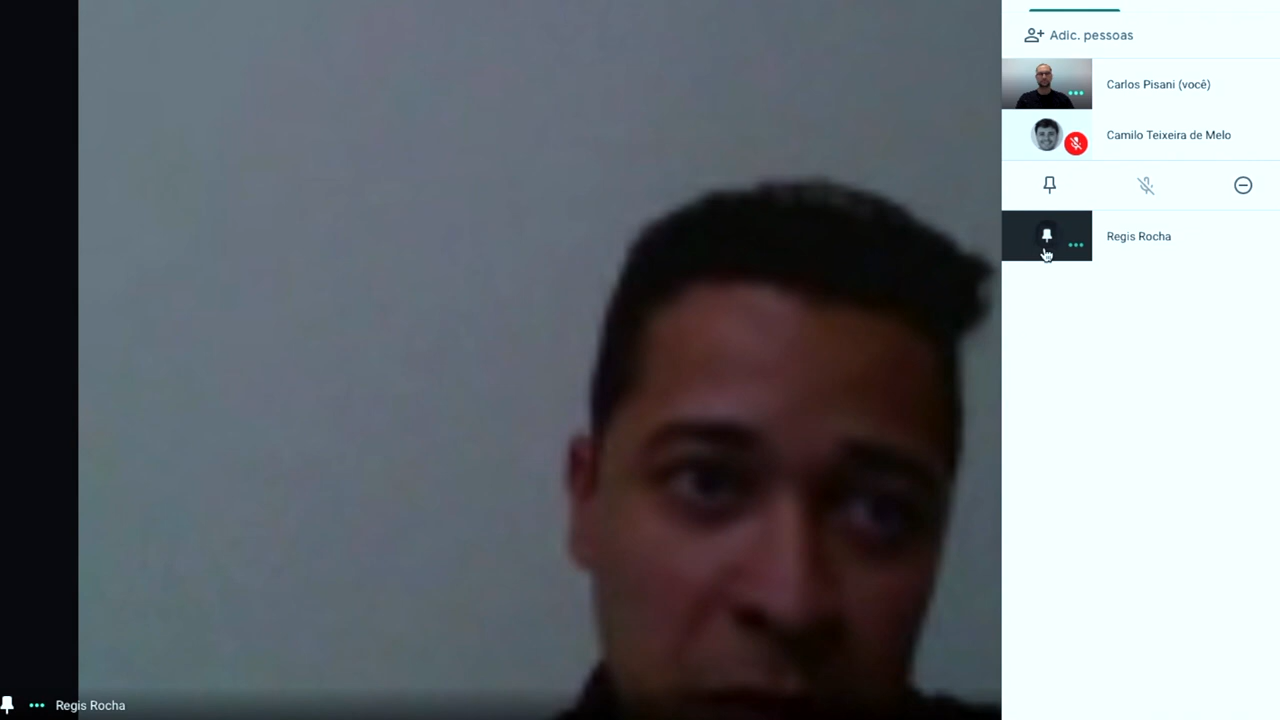 Adic. pessoas
Carlos Pisani (você)
Camilo Teixeira de Melo
Regis Rocha
Regis Rocha